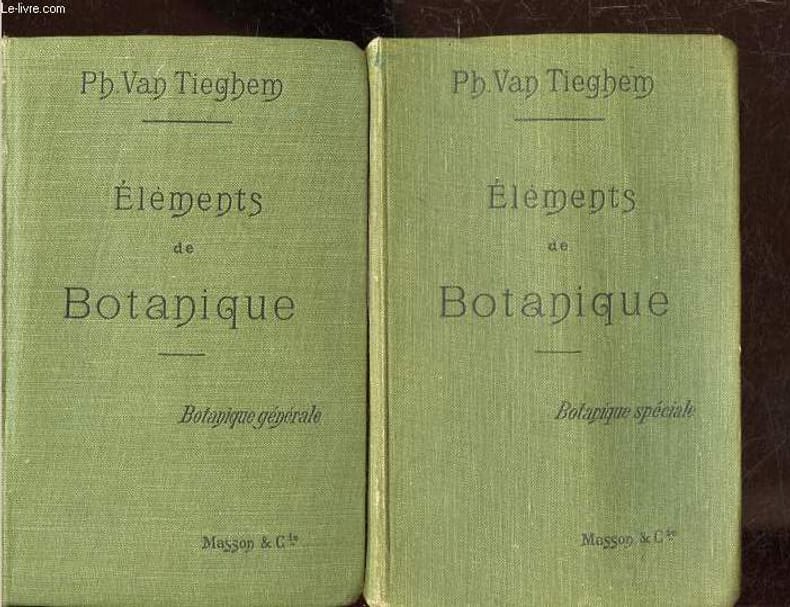 Le-livre.com
Ph. Van Tieghem
Éléments
de
Botanique
Botanique générale
Masson & Cie
Ph. Van Tieghem
Éléments
de
Botanique
Botanique spéciale
Masson & Cie